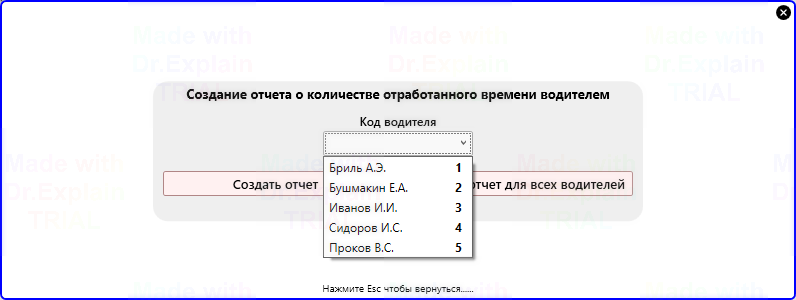 Made with Made with Made with
Dr.Explain Dr.Explain Dr.Explain
TRIAL TRIAL TRIAL
Создание отчета о количестве отработанного времени водителем
Код водителя
Бриль А.Э. 1
Бушмакин Е.А. 2
Иванов И.И. 3
Сидоров И.С. 4
Проков В.С. 5
Создать отчет
отчет для всех водителей
Made with Made with Made with
Dr.Explain Dr.Explain Dr.Explain
TRIAL TRIAL TRIAL
Made with Made with Made with
Нажмите Esc чтобы вернуться......